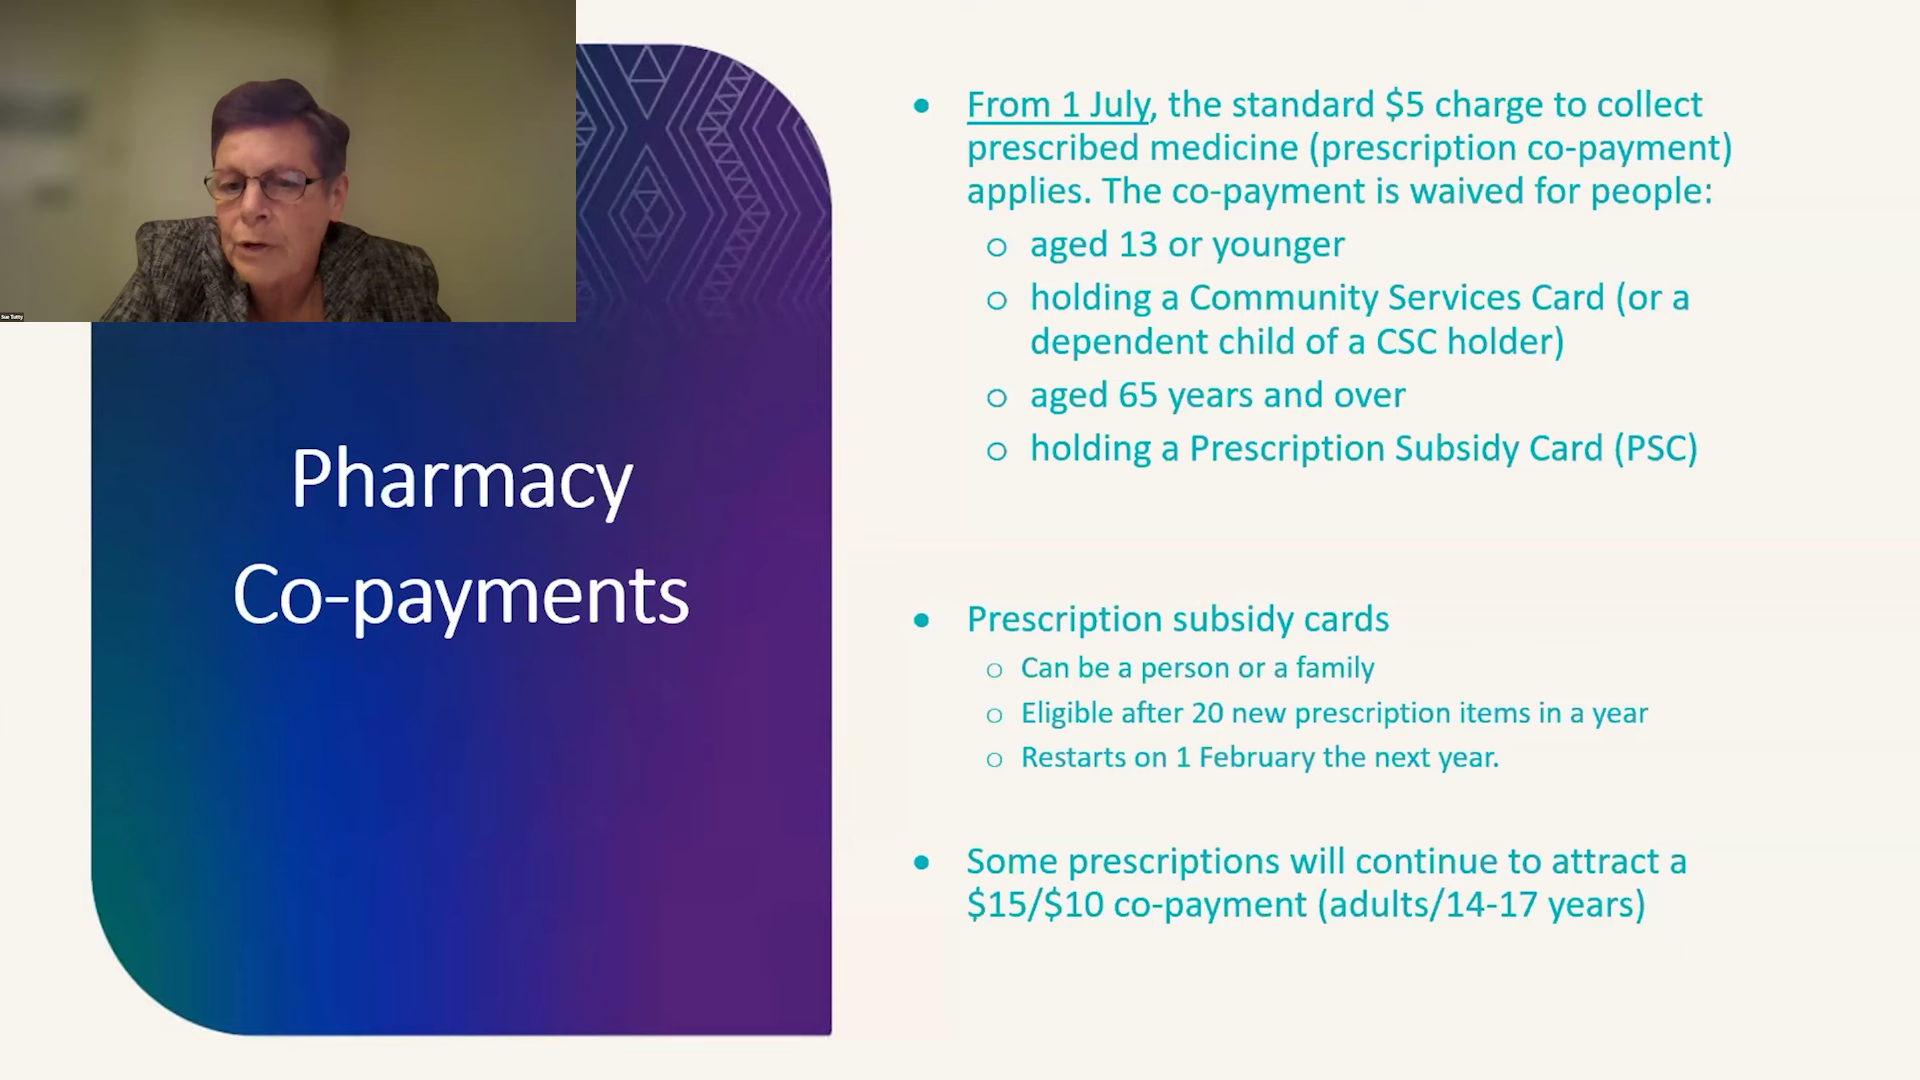 Sue Tutty
Pharmacy
Co-payments
• From 1 July, the standard $5 charge to collect
prescribed medicine (prescription co-payment)
applies. The co-payment is waived for people:
o aged 13 or younger
o holding a Community Services Card (or a
dependent child of a CSC holder)
o aged 65 years and over
o holding a Prescription Subsidy Card (PSC)
• Prescription subsidy cards
o Can be a person or a family
o Eligible after 20 new prescription items in a year
o Restarts on 1 February the next year.
• Some prescriptions will continue to attract a
$15/$10 co-payment (adults/14-17 years)